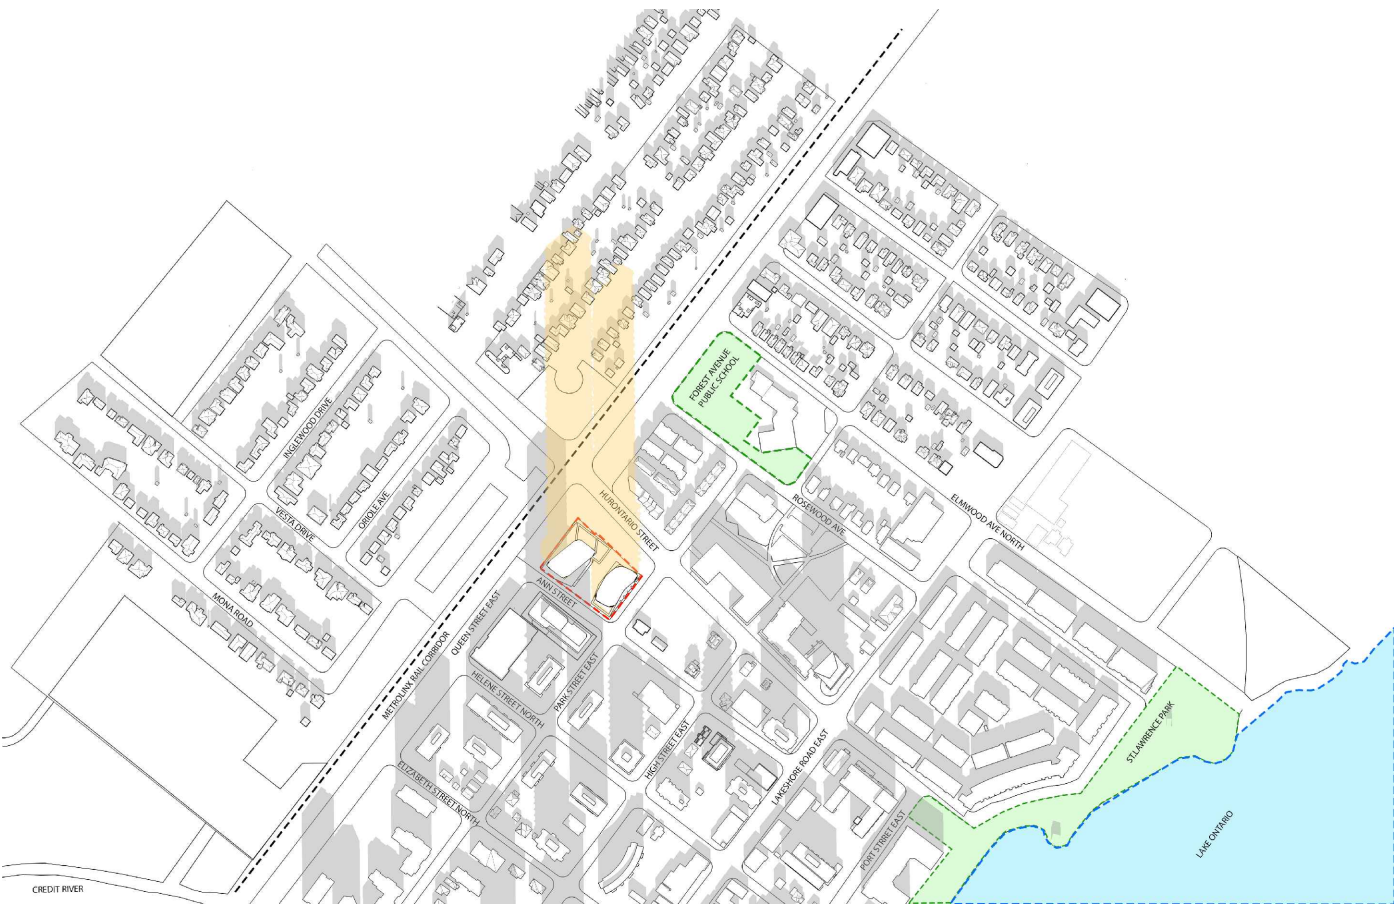 FOREST AVENUE
PUBLIC SCHOOL
INGLEWOOD DRIVE
ORIOLE AVE
VESTA DRIVE
MONA ROAD
HURONTARIO STREET
ROSEWOOD AVE
ELMWOOD AVE NORTH
ANN STREET
QUEEN STREET EAST
METROLINX RAIL CORRIDOR
HELENE STREET NORTH
PARK STREET EAST
HIGH STREET EAST
ELIZABETH STREET NORTH
LAKESHORE ROAD EAST
PORT STRRET EAST
ST.LAWRENCE PARK
LAKE ONTARIO
CREDIT RIVER